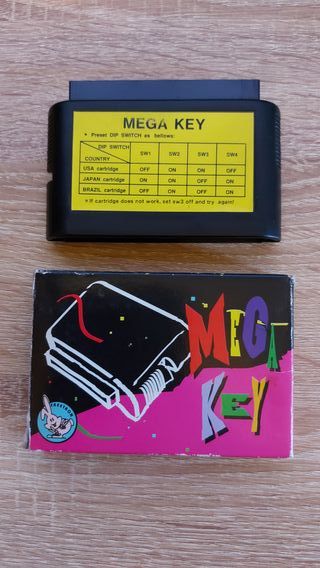 MEGA KEY
• Preset DIP SWITCH as bellows:
DIP SWITCH
COUNTRY SW1 SW2 SW3 SW4
USA cartridge OFF ON ON OFF
JAPAN cartridge ON ON OFF OFF
BRAZIL cartridge ON OFF ON ON
*If cartridge does not work, set sw3 off and try again!
MEGA
KEY